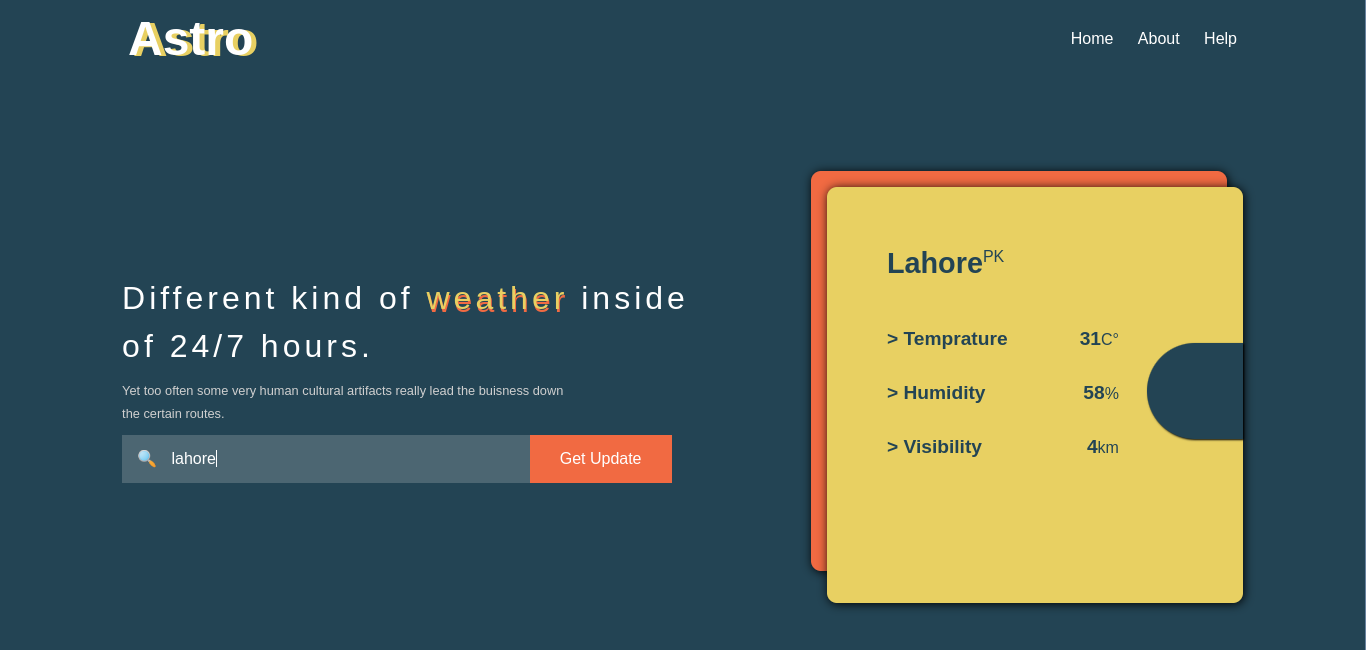 Astro
Home About Help
Different kind of weather inside
of 24/7 hours.
Yet too often some very human cultural artifacts really lead the buisness down
the certain routes.
lahore
Get Update
LahorePK
> Temprature 31C°
> Humidity 58%
> Visibility 4km